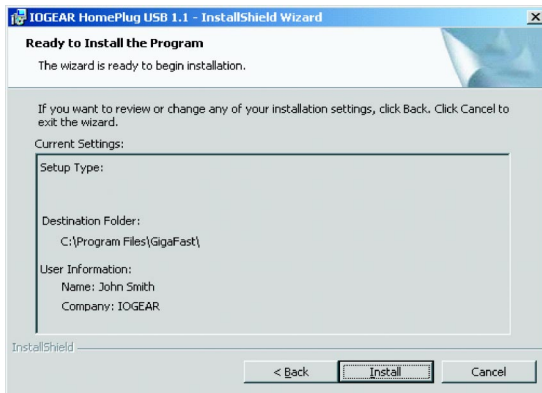 IOGEAR HomePlug USB 1.1 - InstallShield Wizard
Ready to Install the Program
The wizard is ready to begin installation.
If you want to review or change any of your installation settings, click Back. Click Cancel to
exit the wizard.
Current Settings:
Setup Type:
Destination Folder:
C:\Program Files\GigaFast\
User Information:
Name: John Smith
Company: IOGEAR
InstallShield
< Back
Install
Cancel